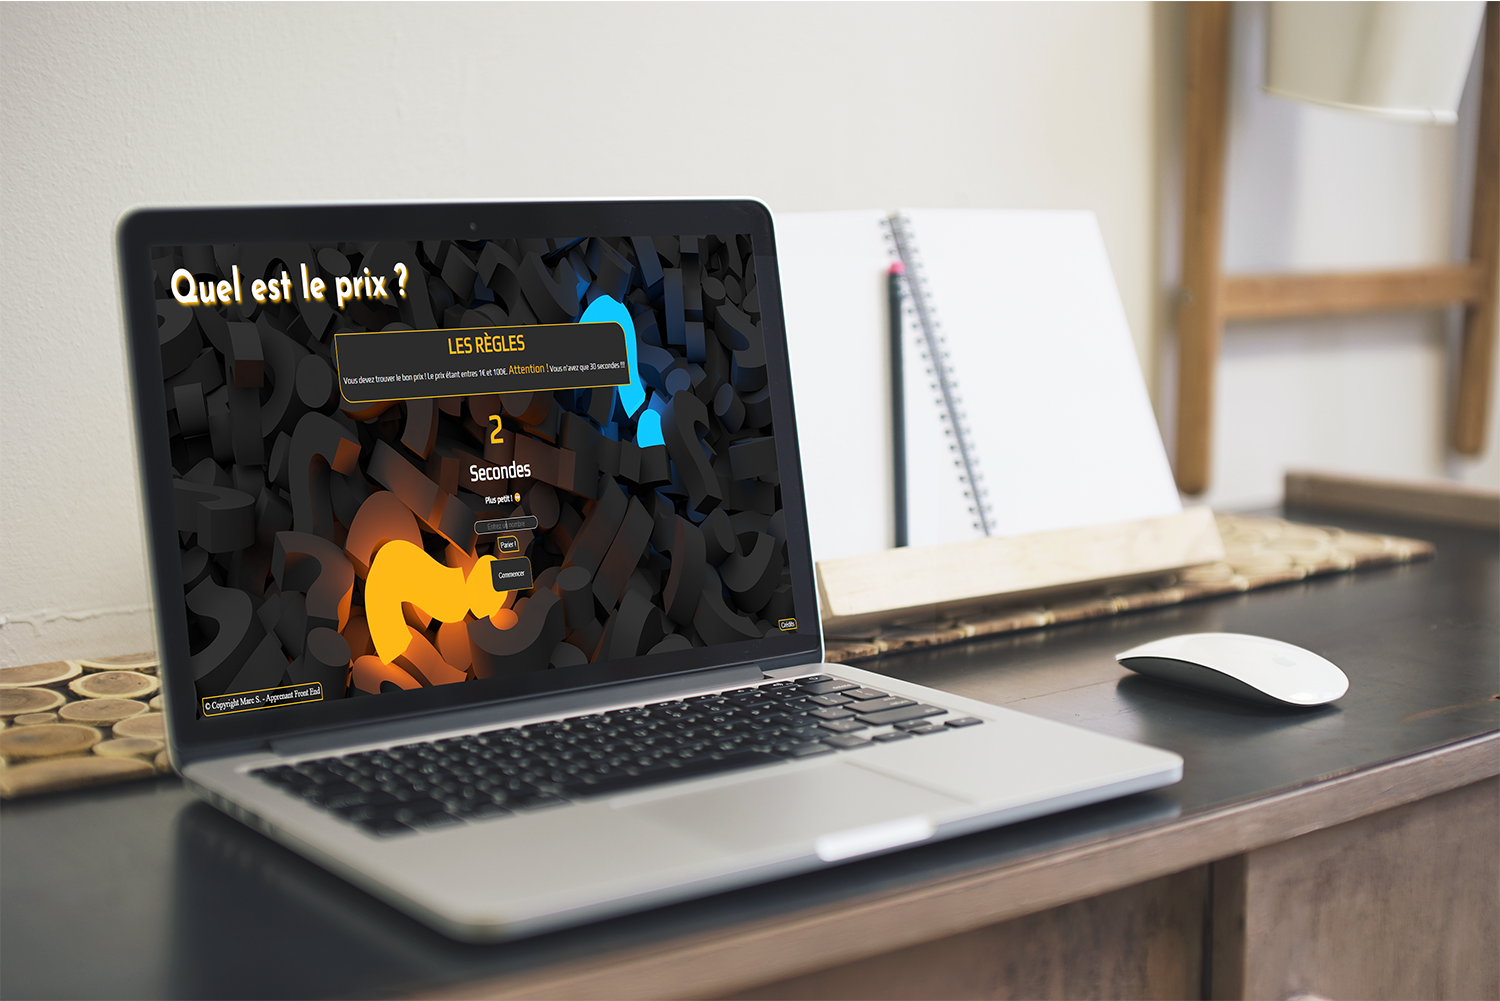 Quel est le prix ?
LES RÈGLES
Vous devez trouver le bon prix ! Le prix étant entres 1€ et 100€. Attention ! Vous n'avez que 30 secondes !!!
2
Secondes
Plus petit !
Entrez un nombre
Parier !
Commencer
Crédits
© Copyright Marc S. - Apprenant Front End